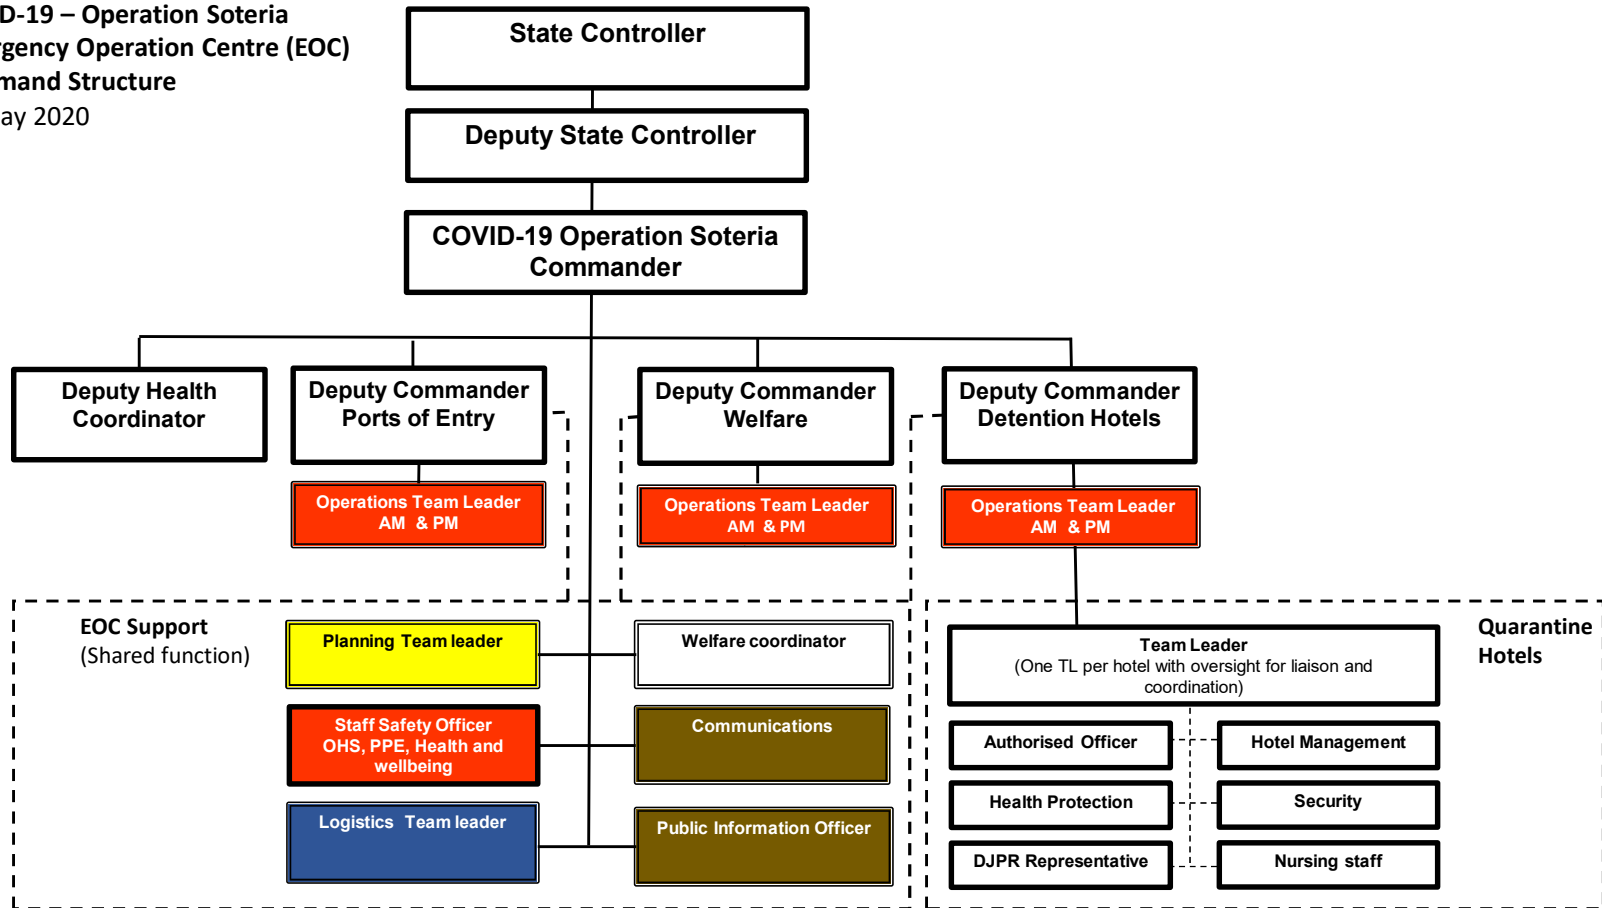 D-19 – Operation Soteria
rgency Operation Centre (EOC)
mand Structure
ay 2020
State Controller
Deputy State Controller
COVID-19 Operation Soteria
Commander
Deputy Health
Coordinator
Deputy Commander
Ports of Entry
Deputy Commander
Welfare
Deputy Commander
Detention Hotels
Operations Team Leader
AM & PM
Operations Team Leader
AM & PM
Operations Team Leader
AM & PM
EOC Support
(Shared function)
Planning Team leader
Welfare coordinator
Staff Safety Officer
OHS, PPE, Health and
wellbeing
Communications
Logistics Team leader
Public Information Officer
Quarantine
Hotels
Team Leader
(One TL per hotel with oversight for liaison and
coordination)
Authorised Officer
Hotel Management
Health Protection
Security
DJPR Representative
Nursing staff